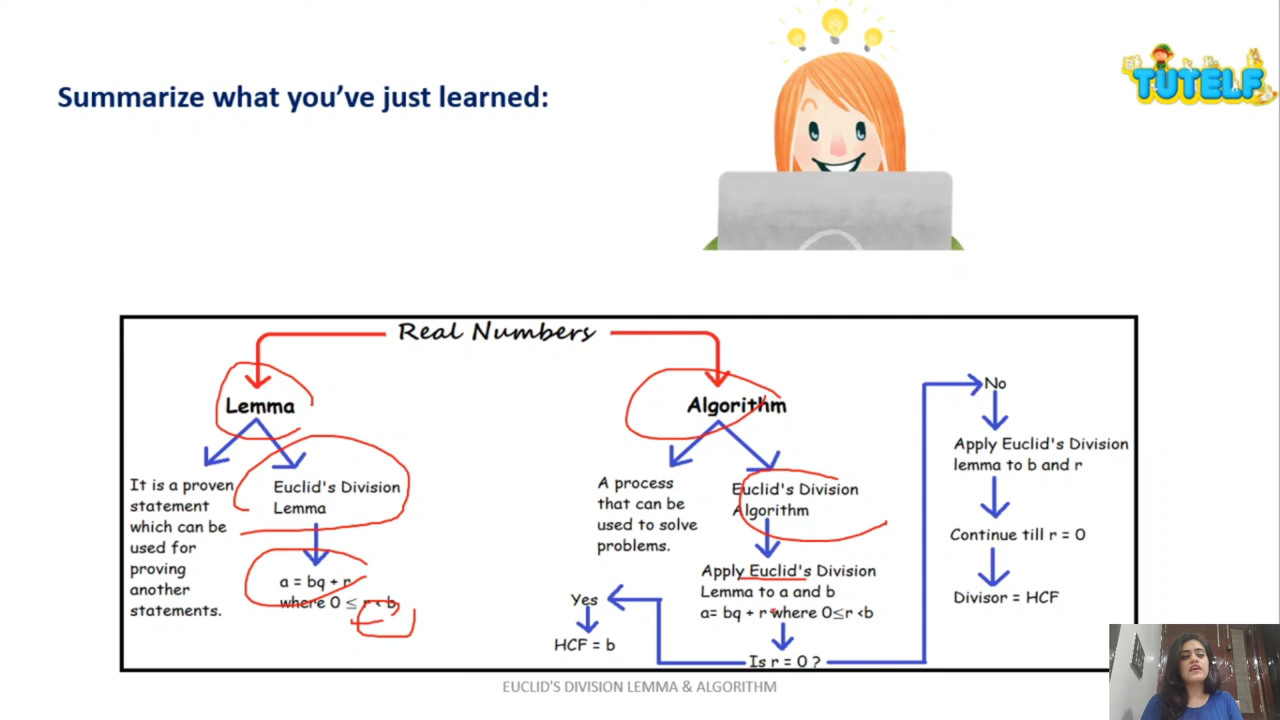 Summarize what you've just learned:
TUTELF
Real Numbers
Lemma
It is a proven
statement
which can be
used for
proving
another
statements.
Euclid's Division
Lemma
a = bq + r
where 0 ≤ r < b
Algorithm
A process
that can be
used to solve
problems.
Euclid's Division
Algorithm
Apply Euclid's Division
Lemma to a and b
a= bq + r where 0≤r <b
Is r = 0 ?
Yes
HCF = b
No
Apply Euclid's Division
lemma to b and r
Continue till r = 0
Divisor = HCF
EUCLID'S DIVISION LEMMA & ALGORITHM